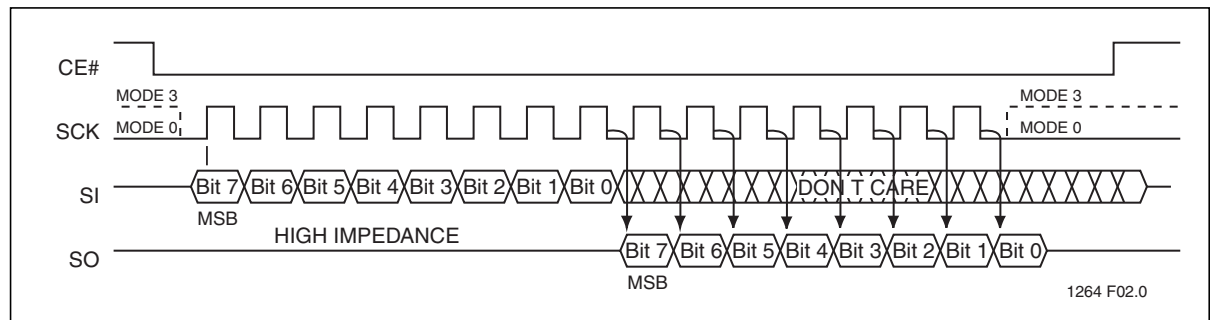 CE#
MODE 3 MODE 3
SCK MODE 0 MODE 0
SI Bit 7 Bit 6 Bit 5 Bit 4 Bit 3 Bit 2 Bit 1 Bit 0 DON T CARE
MSB
HIGH IMPEDANCE
SO Bit 7 Bit 6 Bit 5 Bit 4 Bit 3 Bit 2 Bit 1 Bit 0
MSB
1264 F02.0